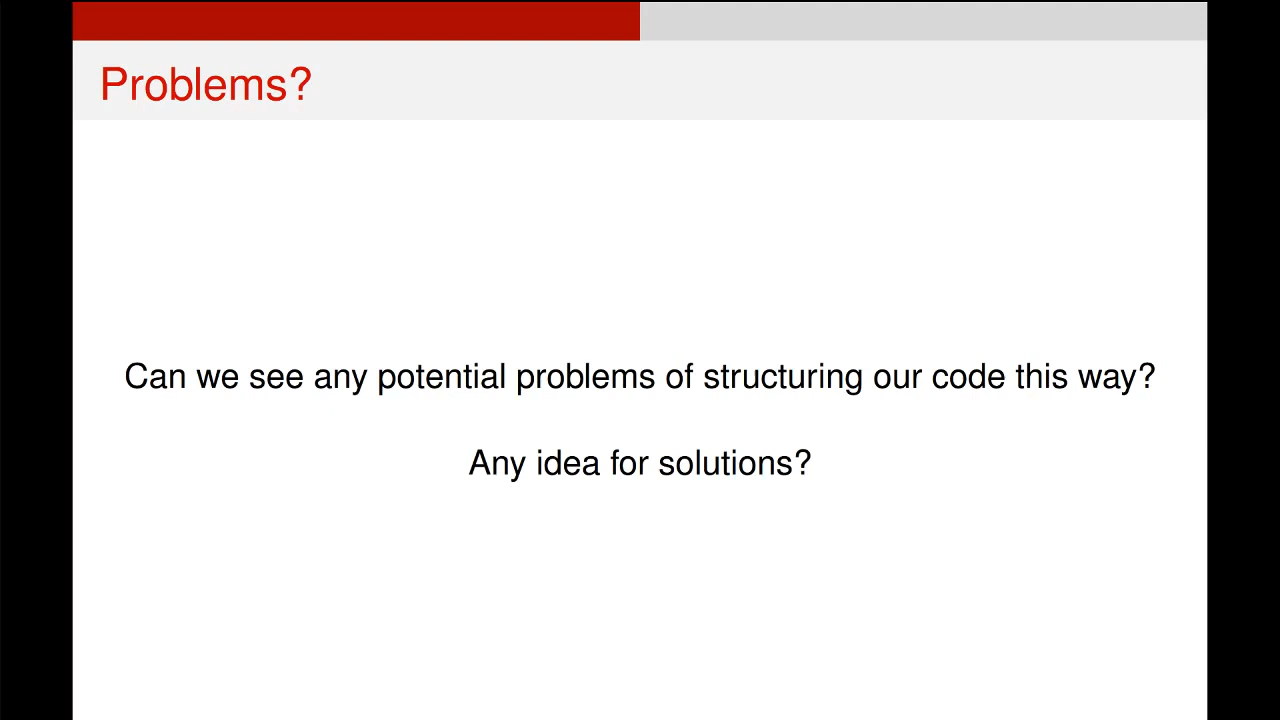 Problems?
Can we see any potential problems of structuring our code this way?
Any idea for solutions?